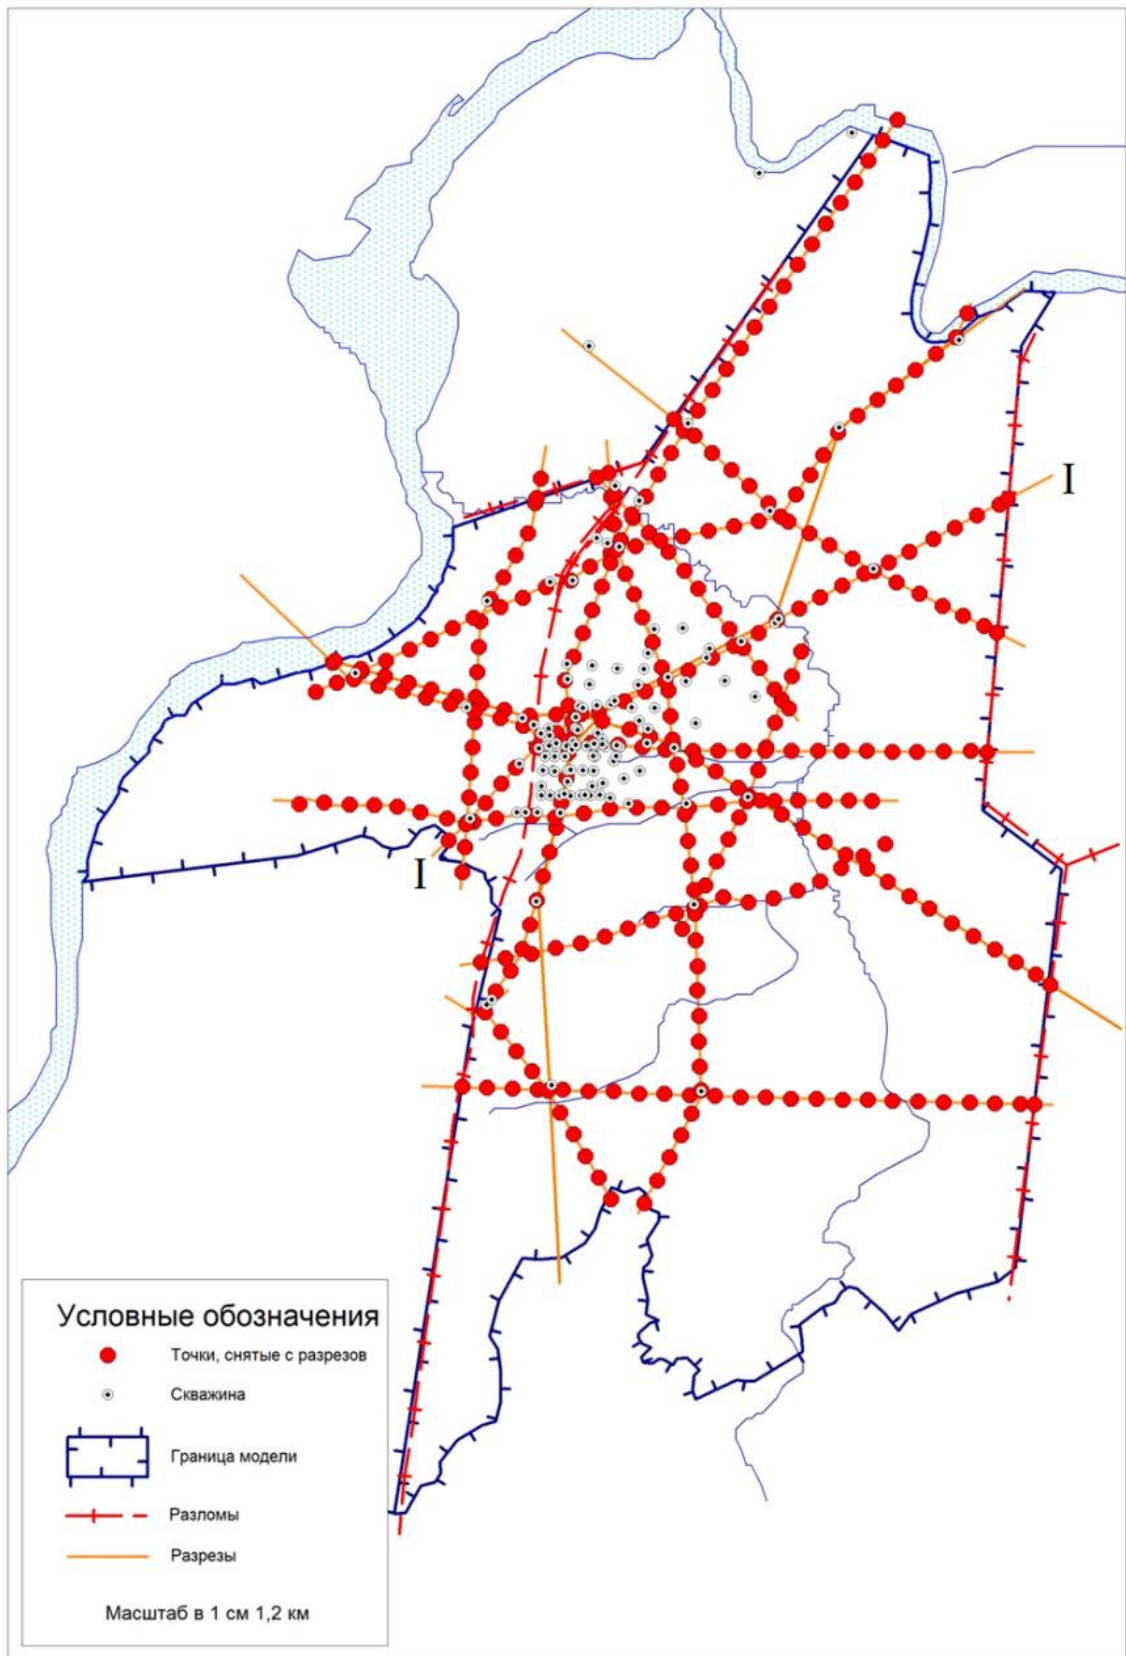 I
I
Условные обозначения
Точки, снятые с разрезов
Скважина
Граница модели
Разломы
Разрезы
Масштаб в 1 см 1,2 км